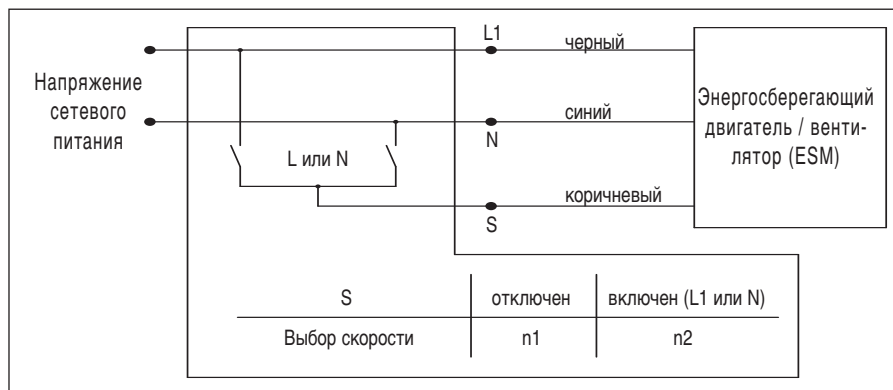 L1
черный
Напряжение
сетевого
питания
синий
N
L или N
Энергосберегающий
двигатель / венти-
лятор (ESM)
коричневый
S
S отключен включен (L1 или N)
Выбор скорости n1 n2